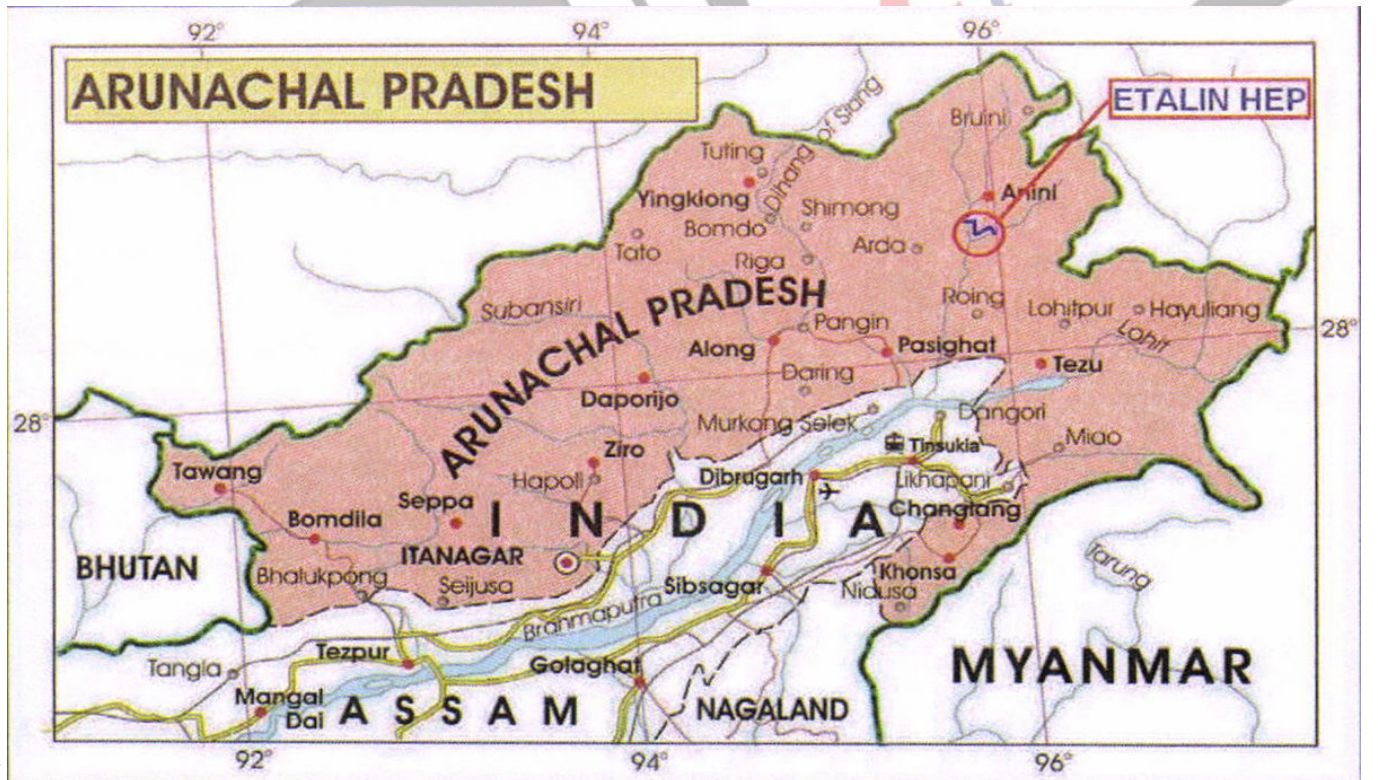 92°
94°
96°
ARUNACHAL PRADESH
ETALIN HEP
Bruini
Dihang of Siang
Tuting
Yingkiong
Anini
Shimong
Bomdo
Tato
Arda
Riga
Subansiri
ARUNACHAL PRADESH
Roing
Lohitpur
Hayuliang
Pangin
Lohit
28°
Along
Pasighat
Tezu
Daring
Daporijo
28°
Murkong Selek
Dangori
Miao
Tinsukia
Ziro
Tawang
Hapoli
Dibrugarh
Likhapani
Seppa
Changlang
Bomdila
INDIA
ITANAGAR
BHUTAN
Bhalukpong
Seijusa
Sibsagar
Khonsa
Nidusa
Tarung
Brahmaputra
Tezpur
Golaghat
MYANMAR
Tangla
Mangal
Dai
ASSAM
NAGALAND
92°
94°
96°